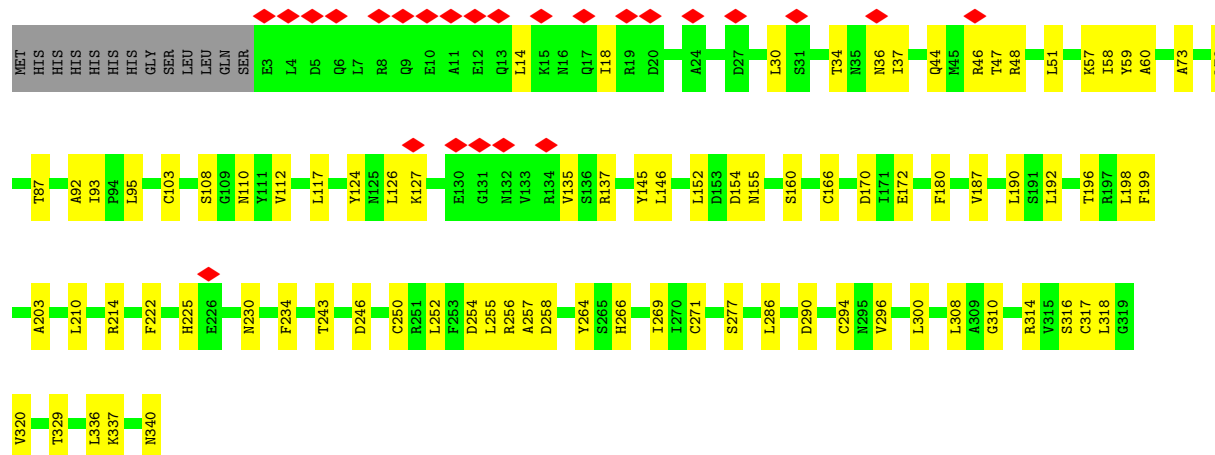 MET HIS HIS HIS HIS HIS HIS GLY SER LEU LEU GLN SER E3 L4 D5 Q6 L7 R8 Q9 E10 A11 E12 Q13 L14 K15 N16 Q17 I18 R19 D20 A24 D27 L30 S31 T34 N35 N36 I37 Q44 M45 R46 T47 R48 L51 K57 I58 Y59 A60 A73
T87 A92 I93 P94 L95 C103 S108 G109 N110 Y111 V112 L117 Y124 N125 L126 K127 E130 G131 N132 V133 R134 V135 S136 R137 Y145 L146 L152 D153 D154 N155 S160 C166 D170 I171 E172 F180 V187 L190 S191 L192 T196 R197 L198 F199
A203 L210 R214 F222 H225 E226 N230 F234 T243 D246 C250 R251 L252 F253 D254 L255 R256 A257 D258 Y264 S265 H266 I269 I270 C271 S277 L286 D290 C294 N295 V296 L300 L308 A309 G310 R314 V315 S316 C317 L318 G319
V320 T329 L336 K337 N340